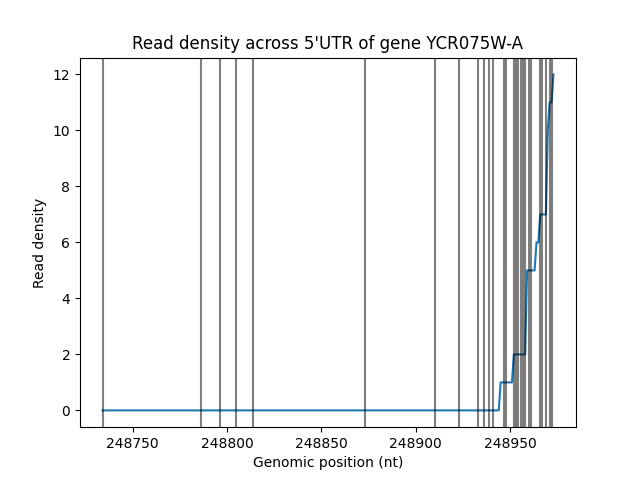 Read density across 5'UTR of gene YCR075W-A
Read density
12
10
8
6
4
2
0
248750 248800 248850 248900 248950
Genomic position (nt)